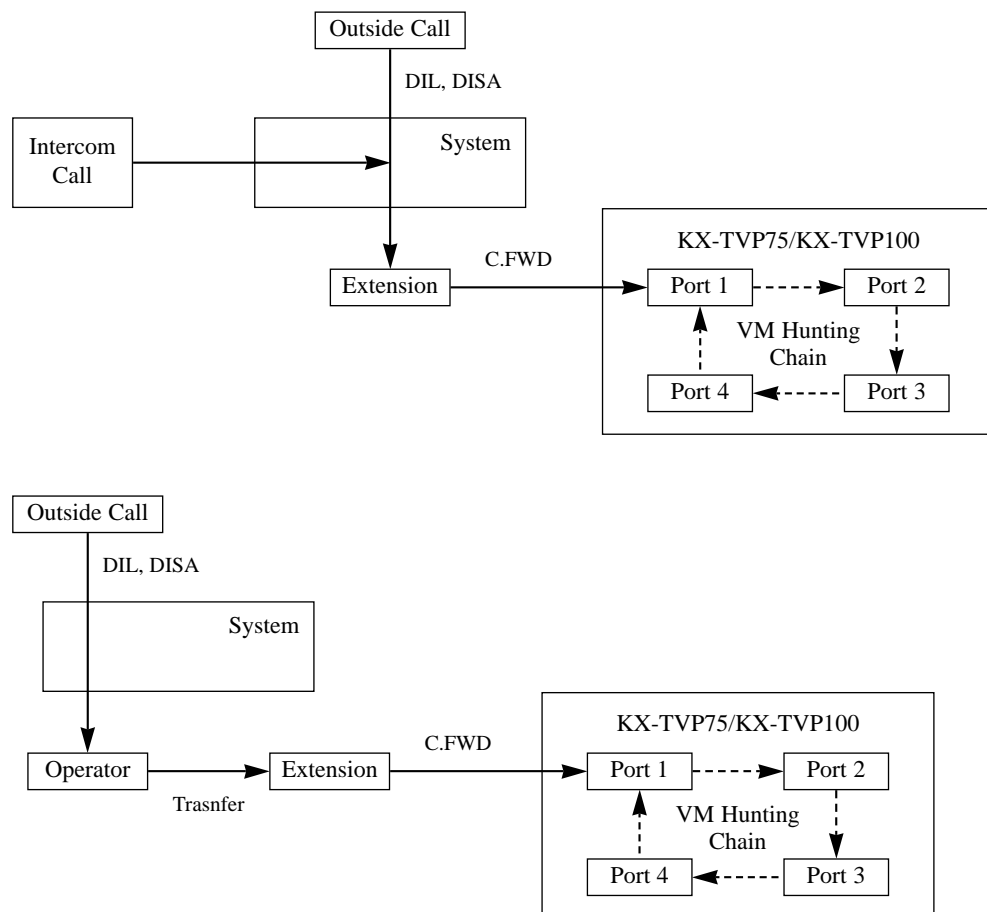 Outside Call
DIL, DISA
System
Intercom
Call
KX-TVP75/KX-TVP100
C.FWD
Extension
Port 1
Port 2
VM Hunting
Chain
Port 4
Port 3
Outside Call
DIL, DISA
System
KX-TVP75/KX-TVP100
C.FWD
Operator
Extension
Port 1
Port 2
Trasnfer
VM Hunting
Chain
Port 4
Port 3